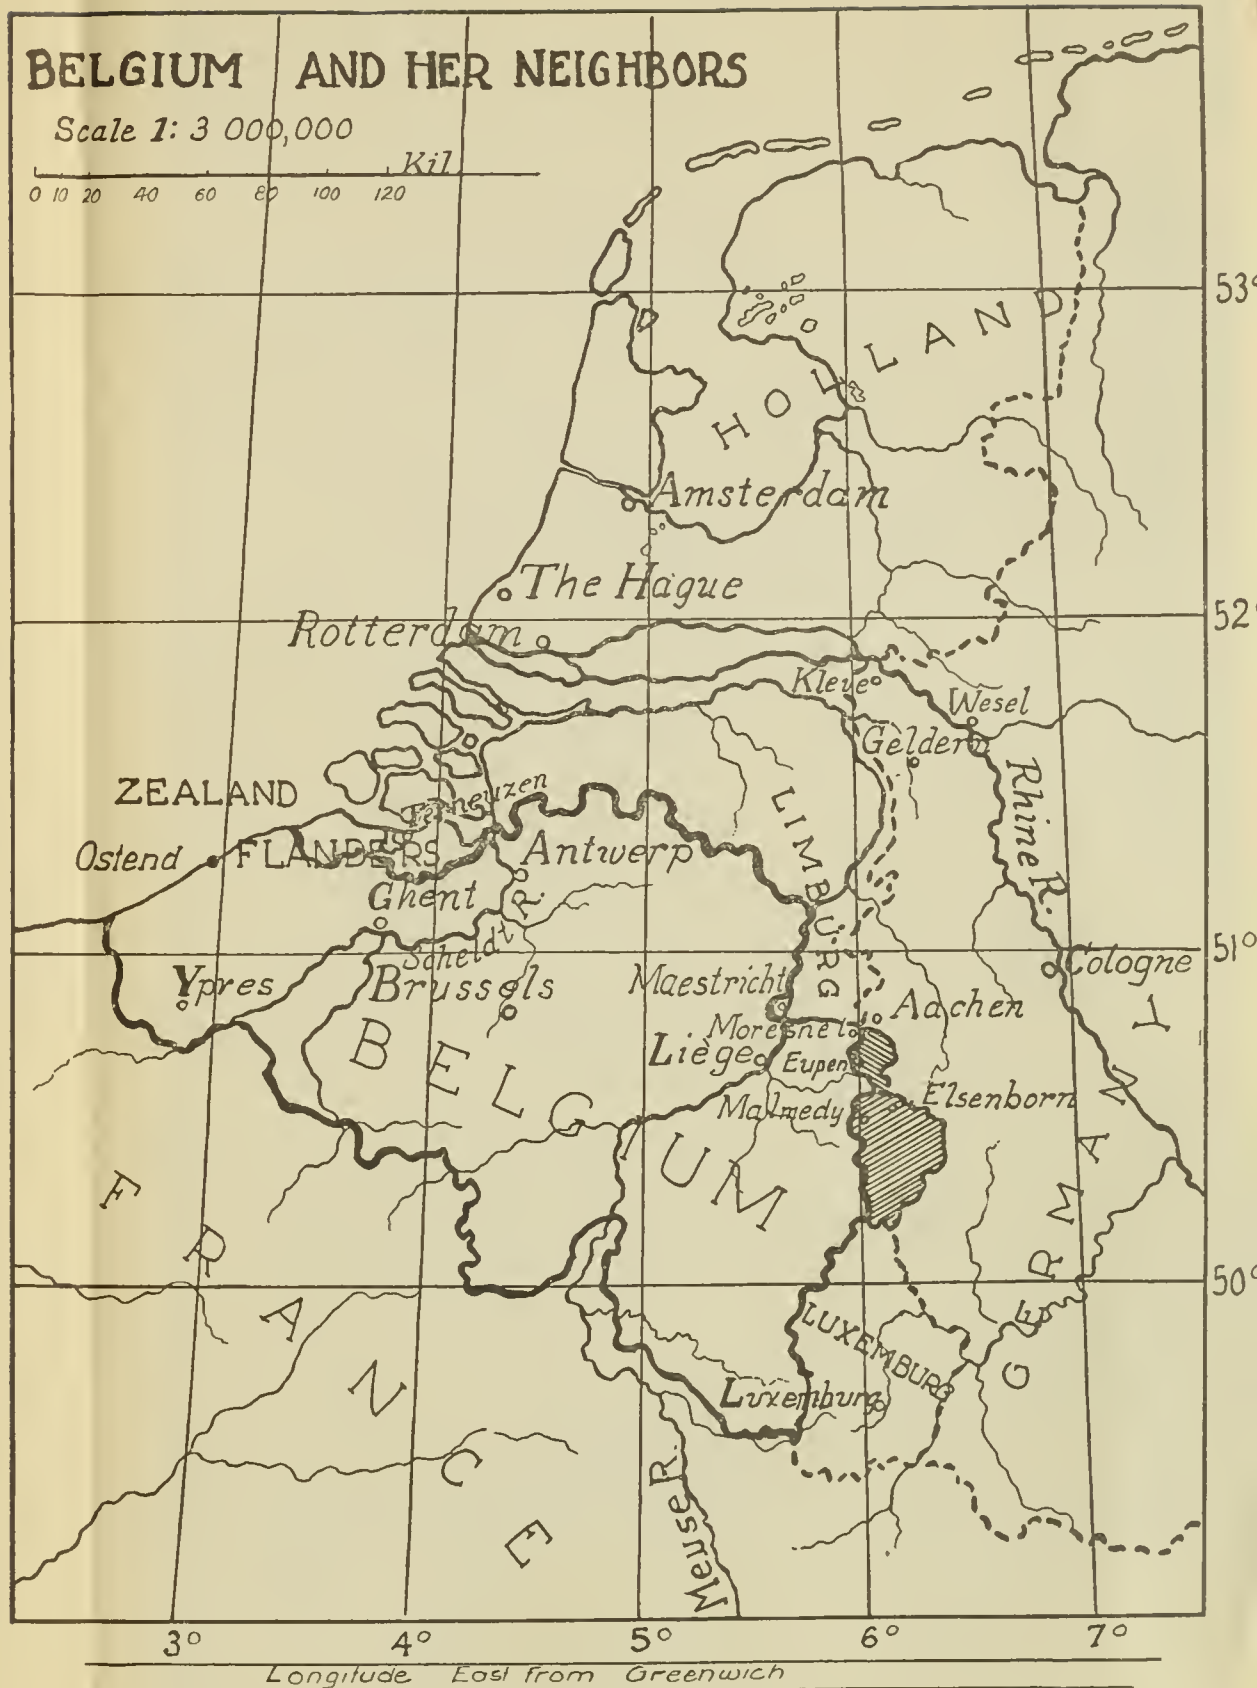 BELGIUM AND HER NEIGHBORS
Scale 1: 3 000,000
Kil.
0 10 20 40 60 80 100 120
53°
HOLLAND
Amsterdam
The Hague
52°
Rotterdam
Kleve
Wesel
Geldern
Rhine R.
ZEALAND
Terneuzen
LIMBURG
Ostend
FLANDERS
Antwerp
Ghent
Scheldt R.
51°
Cologne
Ypres
Brussels
Maestricht
Aachen
Moresnet
Liège
Eupen
BELGIUM
Malmedy
Elsenborn
GERMANY
FRANCE
50°
LUXEMBURG
Luxemburg
Meuse R.
3° 4° 5° 6° 7°
Longitude East From Greenwich